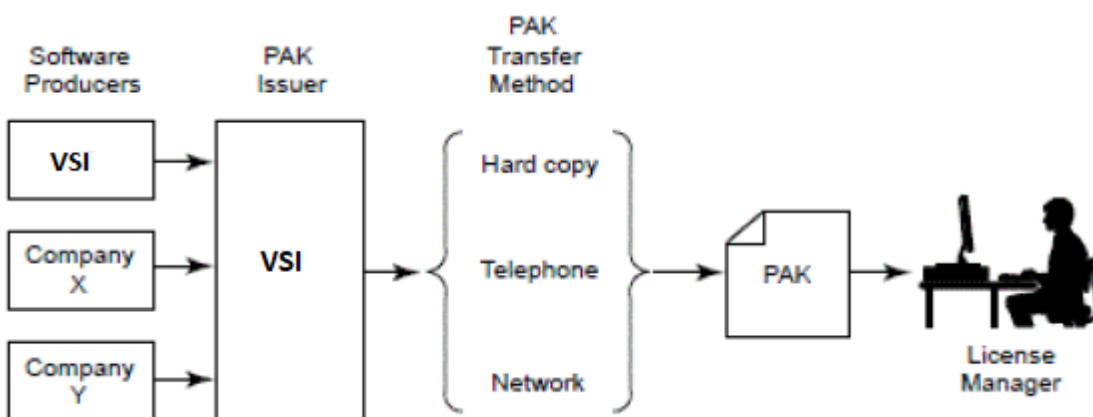 Software
Producers
PAK
Issuer
PAK
Transfer
Method
VSI
Company
X
Company
Y
VSI
Hard copy
Telephone
Network
PAK
License
Manager